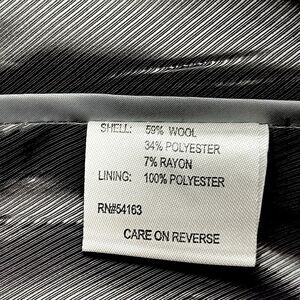 SHELL: 59% WOOL
34% POLYESTER
7% RAYON
LINING: 100% POLYESTER
RN#54163
CARE ON REVERSE